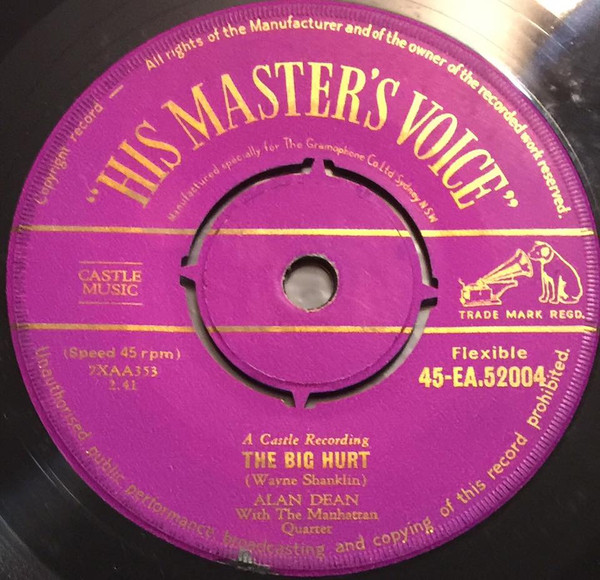 Copyright record — All rights of the Manufacturer and of the owner of the recorded work reserved.
"HIS MASTER'S VOICE"
Manufactured specially for The Gramophone Co Ltd Sydney N.S.W
CASTLE
MUSIC
TRADE MARK REGD.
(Speed 45 rpm)
7XAA353
2.41
Flexible
45-EA.52004
A Castle Recording
THE BIG HURT
(Wayne Shanklin)
ALAN DEAN
With The Manhattan
Quartet
Unauthorised public performance, broadcasting and copying of this record prohibited.